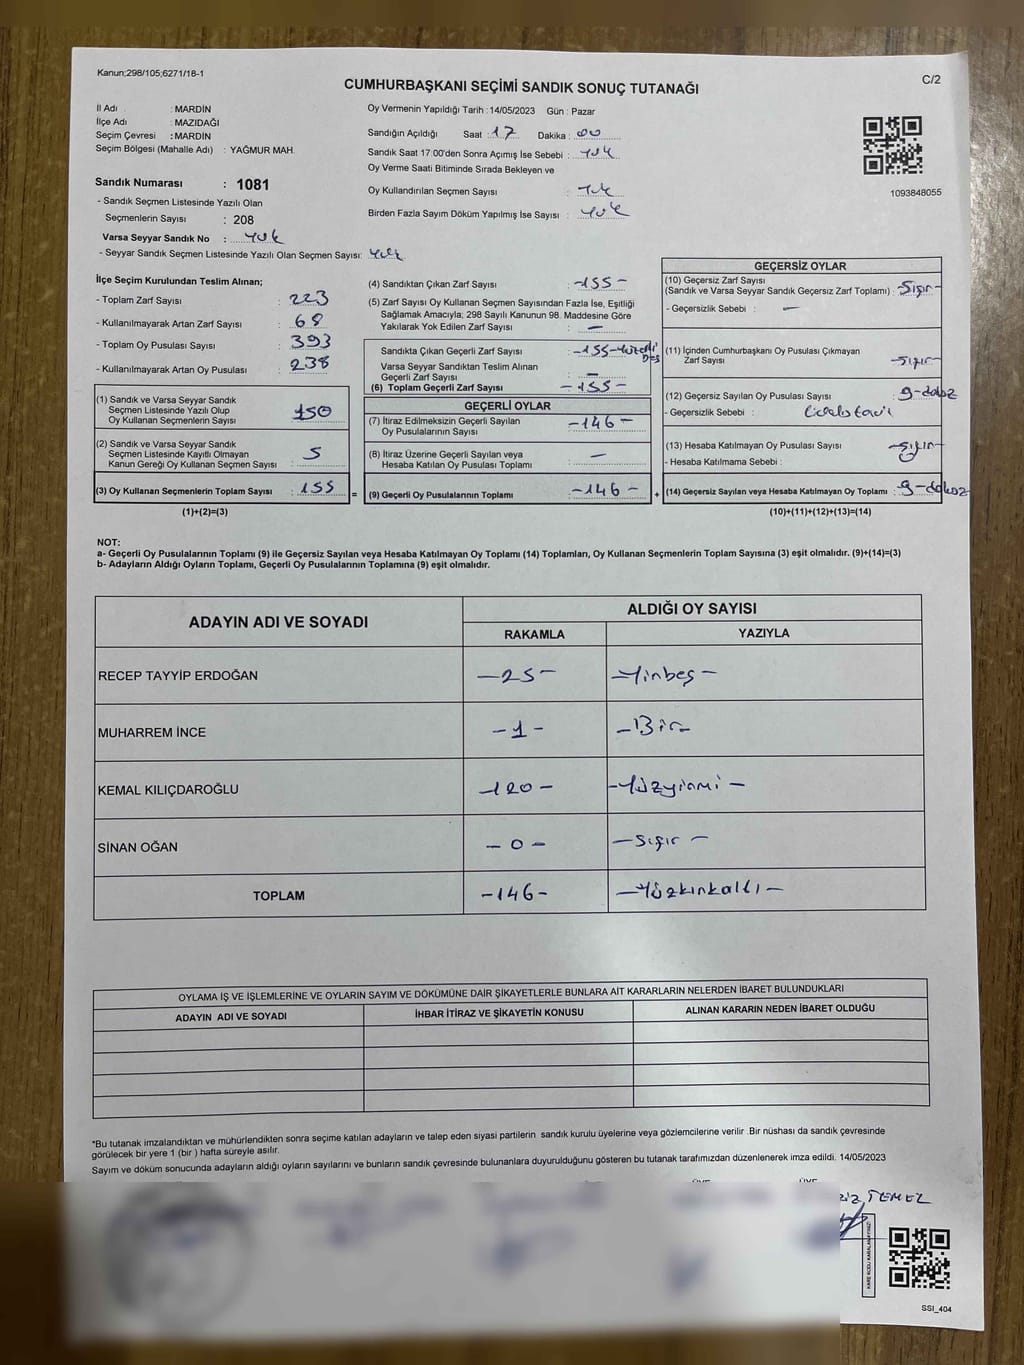 Kanun;298/105;6271/18-1
C/2
CUMHURBAŞKANI SEÇİMİ SANDIK SONUÇ TUTANAĞI
İl Adı : MARDİN
İlçe Adı : MAZIDAĞI
Seçim Çevresi : MARDİN
Seçim Bölgesi (Mahalle Adı) : YAĞMUR MAH.
Oy Vermenin Yapıldığı Tarih : 14/05/2023 Gün : Pazar
Sandığın Açıldığı Saat : 17 Dakika : 00
Sandık Saat 17:00'den Sonra Açımış İse Sebebi : Yok
Oy Verme Saati Bitiminde Sırada Bekleyen ve
Oy Kullandırılan Seçmen Sayısı : Yok
Birden Fazla Sayım Döküm Yapılmış İse Sayısı : Yok
1093848055
Sandık Numarası : 1081
- Sandık Seçmen Listesinde Yazılı Olan
Seçmenlerin Sayısı : 208
Varsa Seyyar Sandık No : Yok
- Seyyar Sandık Seçmen Listesinde Yazılı Olan Seçmen Sayısı: Yok
İlçe Seçim Kurulundan Teslim Alınan;
- Toplam Zarf Sayısı : 223
- Kullanılmayarak Artan Zarf Sayısı : 68
- Toplam Oy Pusulası Sayısı : 393
- Kullanılmayarak Artan Oy Pusulası : 238
(1) Sandık ve Varsa Seyyar Sandık
Seçmen Listesinde Yazılı Olup
Oy Kullanan Seçmenlerin Sayısı : 150
(2) Sandık ve Varsa Seyyar Sandık
Seçmen Listesinde Kayıtlı Olmayan
Kanun Gereği Oy Kullanan Seçmen Sayısı : 5
(3) Oy Kullanan Seçmenlerin Toplam Sayısı : 155 =
(1)+(2)=(3)
(4) Sandıktan Çıkan Zarf Sayısı : -155-
(5) Zarf Sayısı Oy Kullanan Seçmen Sayısından Fazla İse, Eşitliği
Sağlamak Amacıyla; 298 Sayılı Kanunun 98. Maddesine Göre
Yakılarak Yok Edilen Zarf Sayısı : —
Sandıkta Çıkan Geçerli Zarf Sayısı : -155-
Varsa Seyyar Sandıktan Teslim Alınan
Geçerli Zarf Sayısı : —
(6) Toplam Geçerli Zarf Sayısı : -155-
GEÇERLİ OYLAR
(7) İtiraz Edilmeksizin Geçerli Sayılan
Oy Pusulalarının Sayısı : -146-
(8) İtiraz Üzerine Geçerli Sayılan veya
Hesaba Katılan Oy Pusulası Toplamı : —
(9) Geçerli Oy Pusulalarının Toplamı : -146- +
GEÇERSİZ OYLAR
(10) Geçersiz Zarf Sayısı
(Sandık ve Varsa Seyyar Sandık Geçersiz Zarf Toplamı) : -Sıfır-
- Geçersizlik Sebebi : —
(11) İçinden Cumhurbaşkanı Oy Pusulası Çıkmayan
Zarf Sayısı : -Sıfır-
(12) Geçersiz Sayılan Oy Pusulası Sayısı : 9-dokuz
- Geçersizlik Sebebi :
(13) Hesaba Katılmayan Oy Pusulası Sayısı : -Sıfır-
- Hesaba Katılmama Sebebi :
(14) Geçersiz Sayılan veya Hesaba Katılmayan Oy Toplamı : 9-dokuz
(10)+(11)+(12)+(13)=(14)
NOT:
a- Geçerli Oy Pusulalarının Toplamı (9) ile Geçersiz Sayılan veya Hesaba Katılmayan Oy Toplamı (14) Toplamları, Oy Kullanan Seçmenlerin Toplam Sayısına (3) eşit olmalıdır. (9)+(14)=(3)
b- Adayların Aldığı Oyların Toplamı, Geçerli Oy Pusulalarının Toplamına (9) eşit olmalıdır.
ADAYIN ADI VE SOYADI
ALDIĞI OY SAYISI
RAKAMLA YAZIYLA
RECEP TAYYİP ERDOĞAN -25- -Yirmbeş-
MUHARREM İNCE -1- -Bir-
KEMAL KILIÇDAROĞLU -120- -Yüzyirmi-
SİNAN OĞAN -0- -Sıfır-
TOPLAM -146- -Yüzkırkaltı-
OYLAMA İŞ VE İŞLEMLERİNE VE OYLARIN SAYIM VE DÖKÜMÜNE DAİR ŞİKAYETLERLE BUNLARA AİT KARARLARIN NELERDEN İBARET BULUNDUKLARI
ADAYIN ADI VE SOYADI İHBAR İTİRAZ VE ŞİKAYETİN KONUSU ALINAN KARARIN NEDEN İBARET OLDUĞU
*Bu tutanak imzalandıktan ve mühürlendikten sonra seçime katılan adayların ve talep eden siyasi partilerin sandık kurulu üyelerine veya gözlemcilerine verilir .Bir nüshası da sandık çevresinde
görülecek bir yere 1 (bir ) hafta süreyle asılır.
Sayım ve döküm sonucunda adayların aldığı oyların sayılarını ve bunların sandık çevresinde bulunanlara duyurulduğunu gösteren bu tutanak tarafımızdan düzenlenerek imza edildi. 14/05/2023
TEMEL
KARE KODU KARALAMAYINIZ!
SSI_404